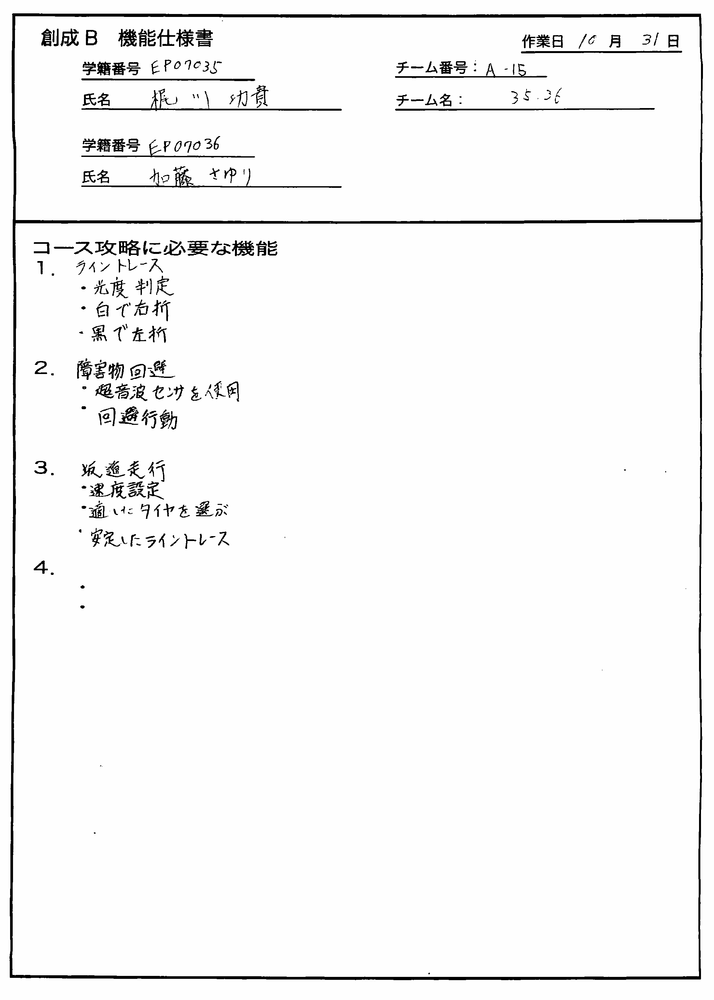 創成B 機能仕様書
作業日 10月 31日
学籍番号 EP07035
チーム番号：A-15
氏名 梶川 功貴
チーム名： 35.36
学籍番号 EP07036
氏名 加藤 さゆり
コース攻略に必要な機能
1. ライントレース
・光度判定
・白で右折
・黒で左折
2. 障害物回避
・超音波センサを使用
・回避行動
3. 坂道走行
・速度設定
・適したタイヤを選ぶ
・安定したライントレース
4.
・
・